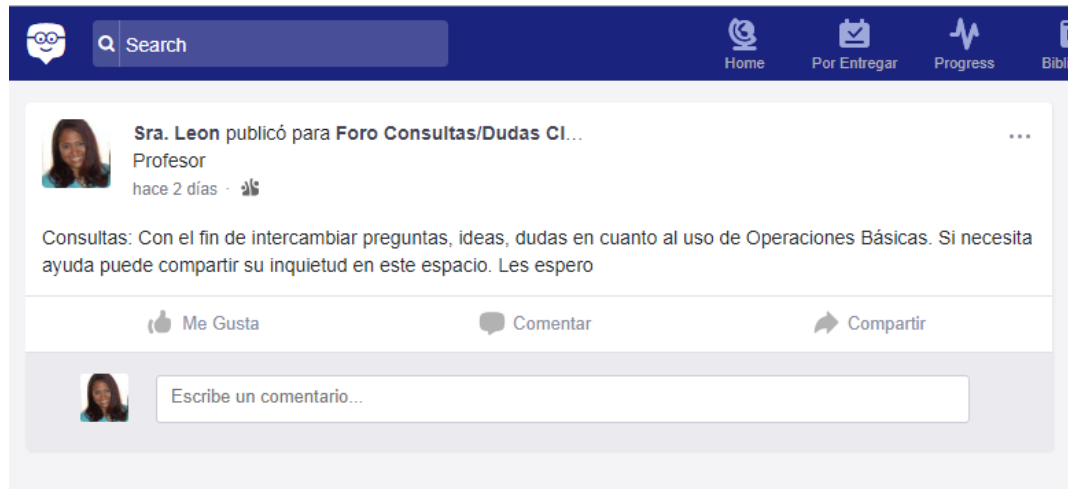 Search
Home
Por Entregar
Progress
Sra. Leon publicó para Foro Consultas/Dudas Cl...
Profesor
hace 2 días ·
Consultas: Con el fin de intercambiar preguntas, ideas, dudas en cuanto al uso de Operaciones Básicas. Si necesita
ayuda puede compartir su inquietud en este espacio. Les espero
Me Gusta
Comentar
Compartir
Escribe un comentario...